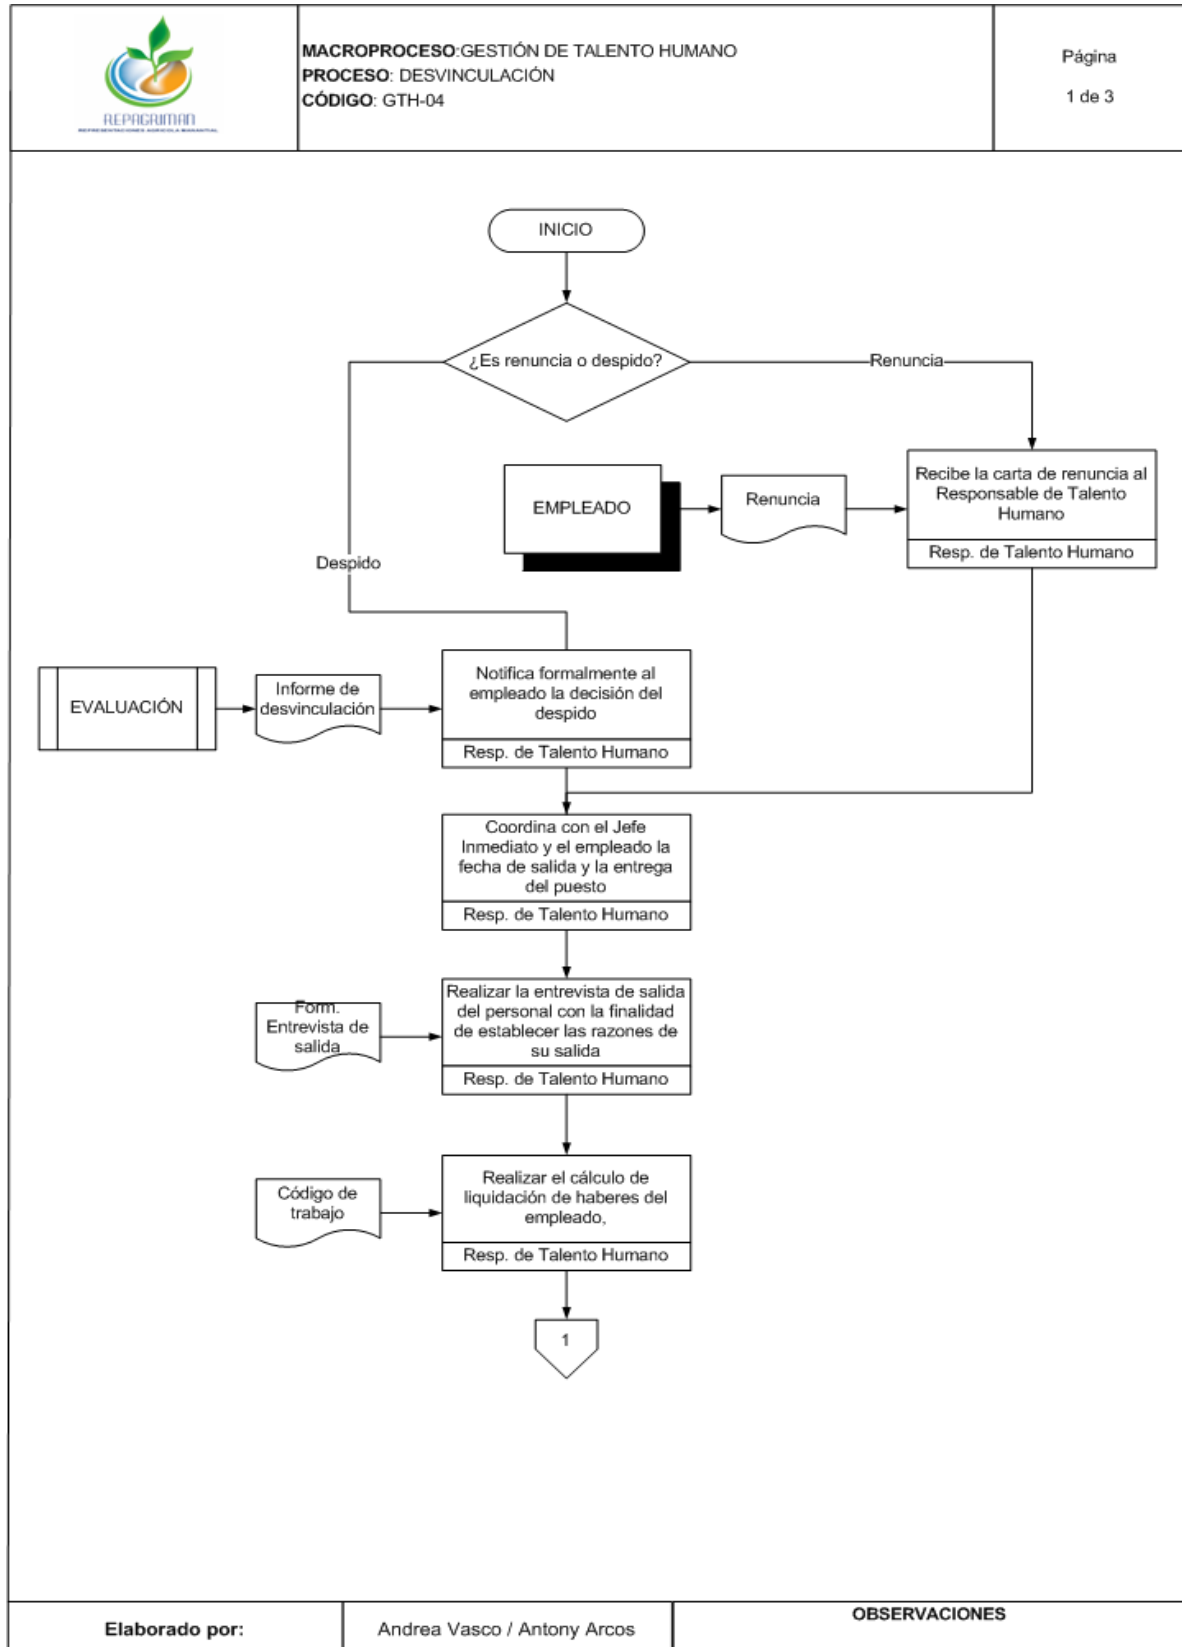 REPAGRIMAN
REPRESENTACIONES AGRICOLA MANANTIAL
MACROPROCESO:GESTIÓN DE TALENTO HUMANO
PROCESO: DESVINCULACIÓN
CÓDIGO: GTH-04
Página
1 de 3
INICIO
¿Es renuncia o despido?
Renuncia
Recibe la carta de renuncia al
Responsable de Talento
Humano
Resp. de Talento Humano
EMPLEADO
Renuncia
Despido
EVALUACIÓN
Informe de
desvinculación
Notifica formalmente al
empleado la decisión del
despido
Resp. de Talento Humano
Coordina con el Jefe
Inmediato y el empleado la
fecha de salida y la entrega
del puesto
Resp. de Talento Humano
Form.
Entrevista de
salida
Realizar la entrevista de salida
del personal con la finalidad
de establecer las razones de
su salida
Resp. de Talento Humano
Código de
trabajo
Realizar el cálculo de
liquidación de haberes del
empleado,
Resp. de Talento Humano
1
Elaborado por:
Andrea Vasco / Antony Arcos
OBSERVACIONES